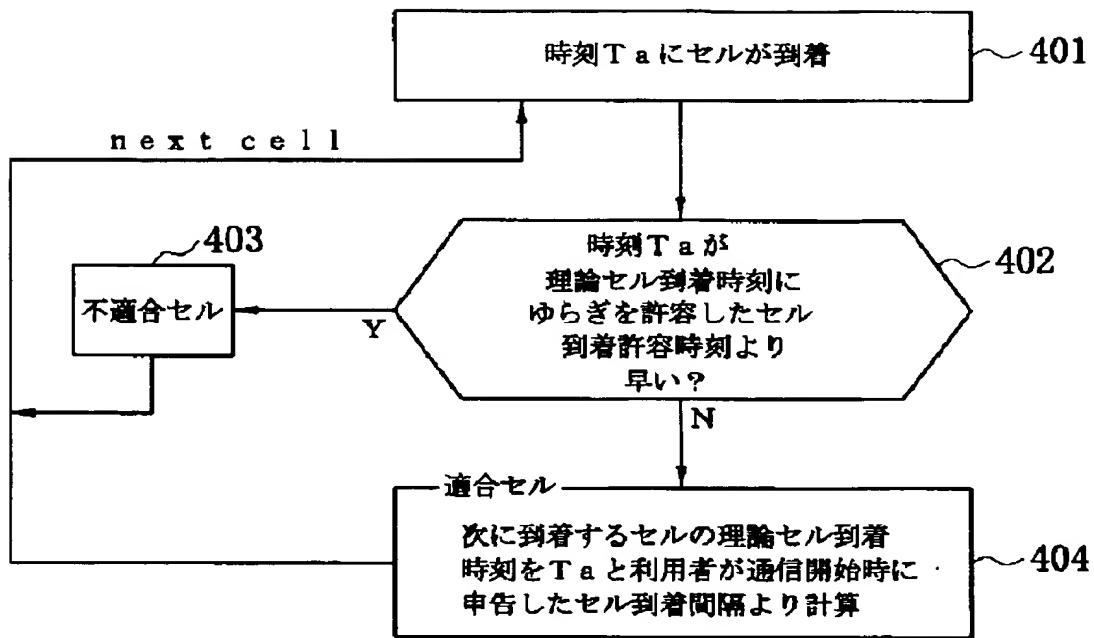 時刻Ｔａにセルが到着
401
ｎｅｘｔ ｃｅｌｌ
時刻Ｔａが
理論セル到着時刻に
ゆらぎを許容したセル
到着許容時刻より
早い？
402
403
不適合セル
Y
N
適合セル
次に到着するセルの理論セル到着
時刻をＴａと利用者が通信開始時に
申告したセル到着間隔より計算
404